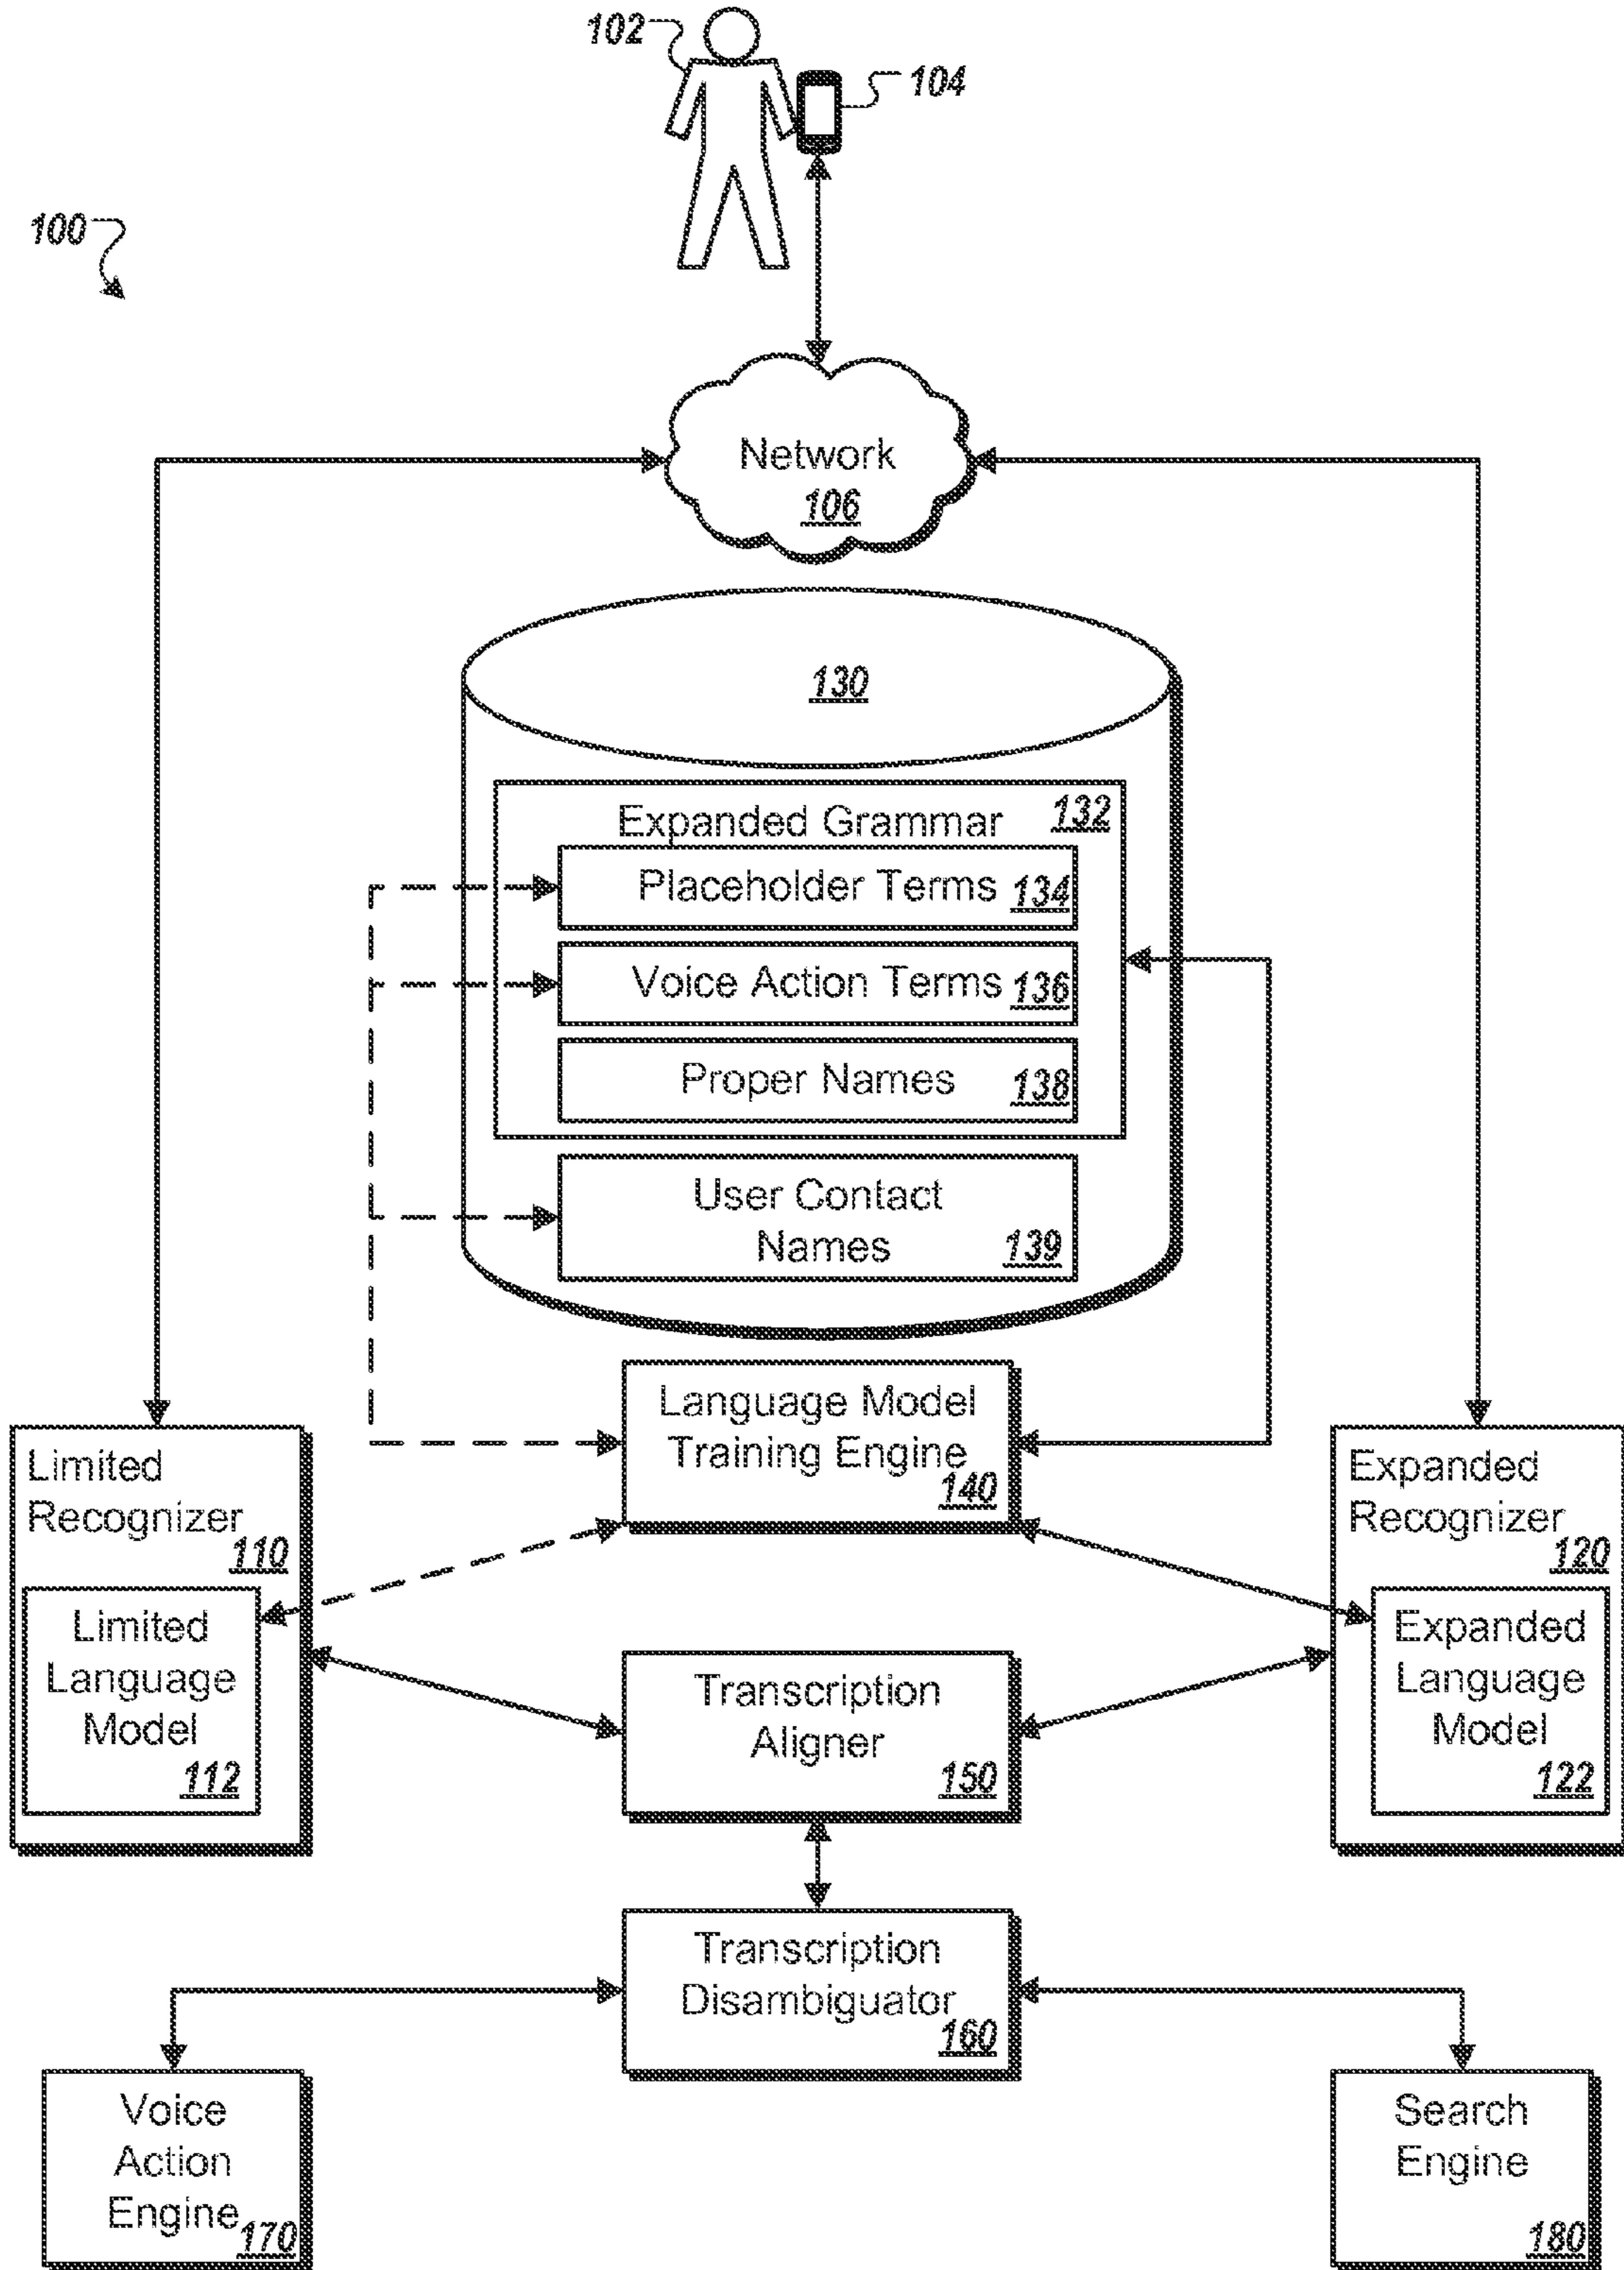 102
104
100
Network
106
130
Expanded Grammar 132
Placeholder Terms 134
Voice Action Terms 136
Proper Names 138
User Contact
Names 139
Language Model
Training Engine
140
Limited
Recognizer
110
Limited
Language
Model
112
Expanded
Recognizer
120
Expanded
Language
Model
122
Transcription
Aligner
150
Transcription
Disambiguator
160
Voice
Action
Engine
170
Search
Engine
180